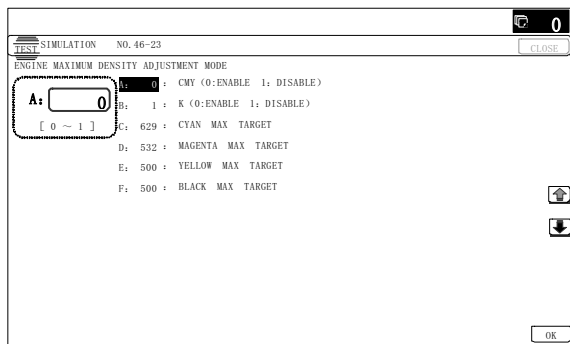 0
TEST SIMULATION NO.46-23
CLOSE
ENGINE MAXIMUM DENSITY ADJUSTMENT MODE
A: 0
[ 0 ~ 1 ]
A: 0 : CMY (0:ENABLE 1: DISABLE)
B: 1 : K (0:ENABLE 1: DISABLE)
C: 629 : CYAN MAX TARGET
D: 532 : MAGENTA MAX TARGET
E: 500 : YELLOW MAX TARGET
F: 500 : BLACK MAX TARGET
OK